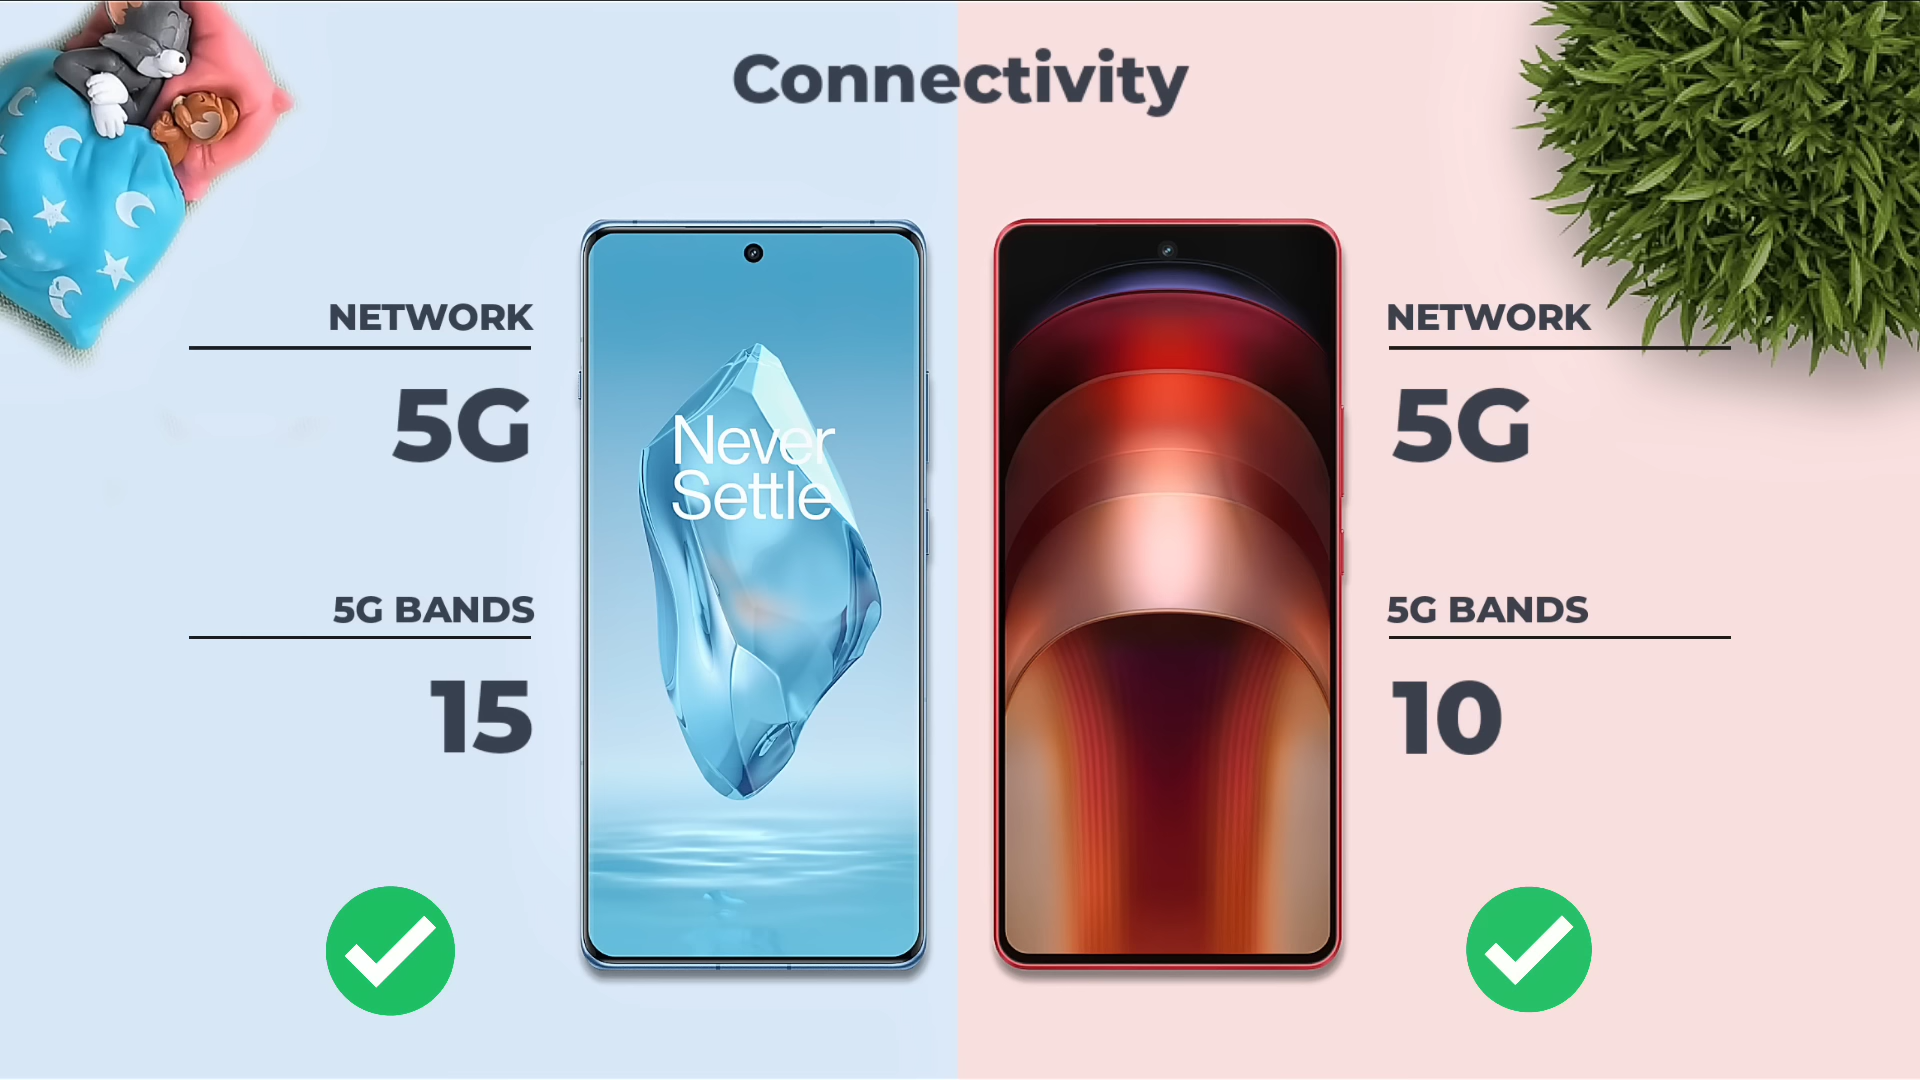 Connectivity
NETWORK
5G
5G BANDS
15
Never
Settle
NETWORK
5G
5G BANDS
10